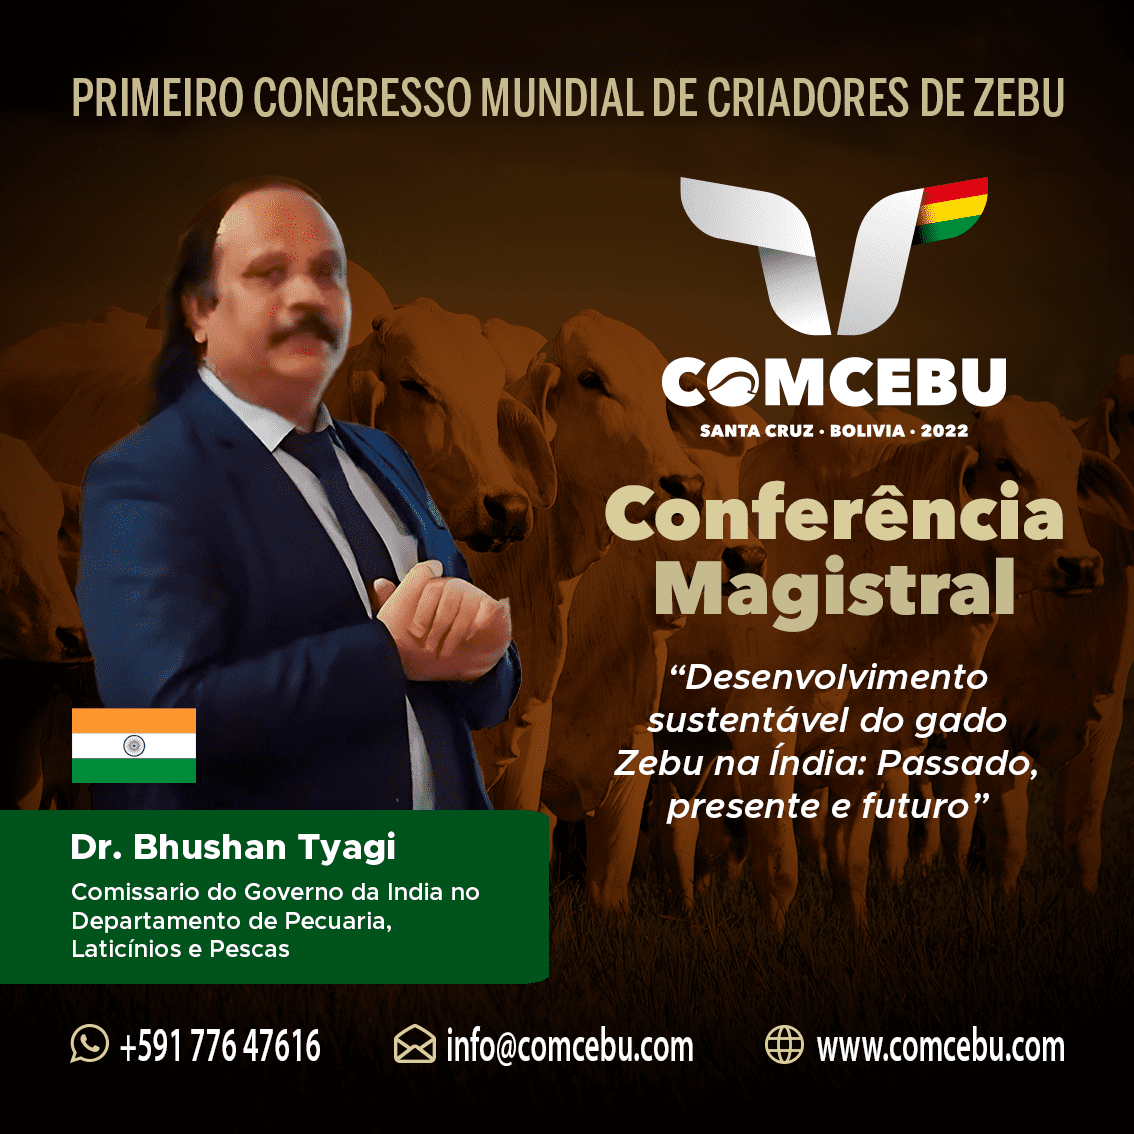 PRIMEIRO CONGRESSO MUNDIAL DE CRIADORES DE ZEBU
COMCEBU
SANTA CRUZ · BOLIVIA · 2022
Conferência
Magistral
“Desenvolvimento
sustentável do gado
Zebu na Índia: Passado,
presente e futuro”
Dr. Bhushan Tyagi
Comissario do Governo da India no
Departamento de Pecuaria,
Laticínios e Pescas
+591 776 47616
info@comcebu.com
www.comcebu.com